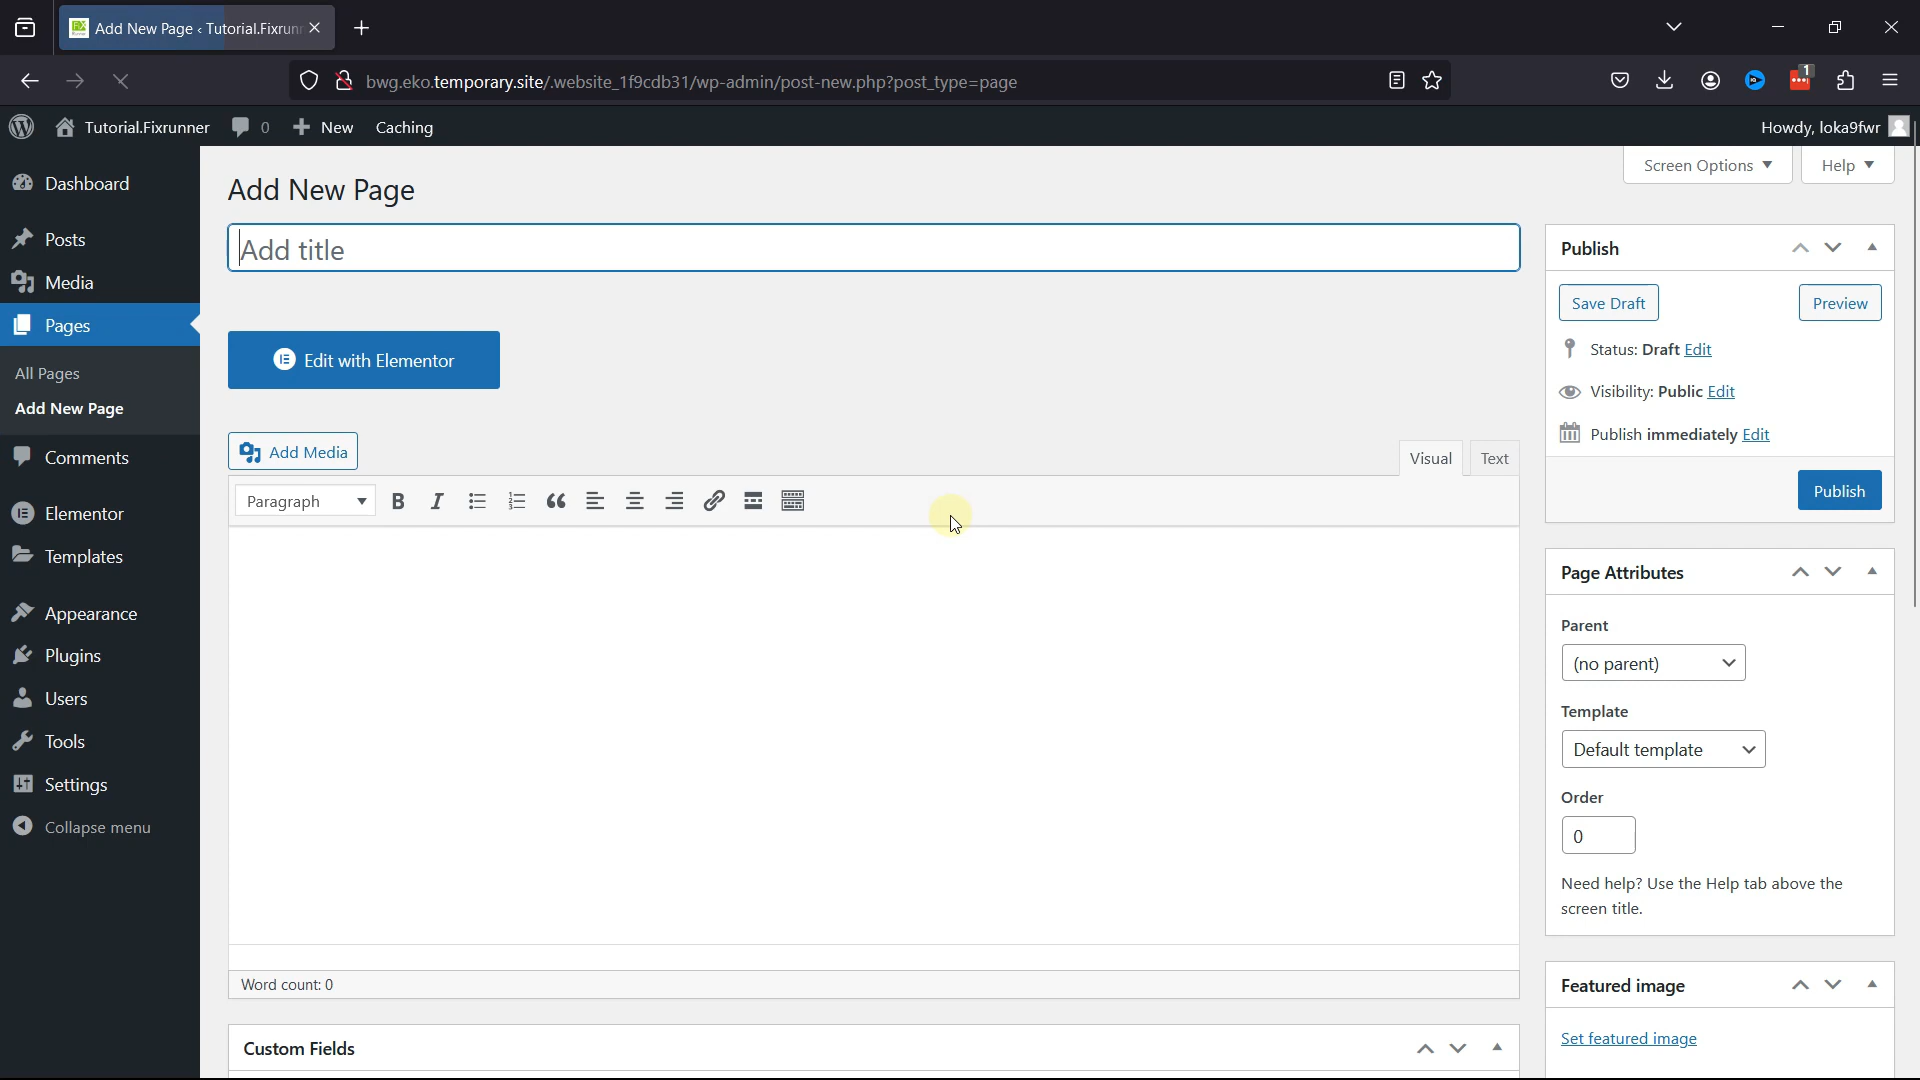 Add New Page ‹ Tutorial.Fixrun
bwg.eko.temporary.site/.website_1f9cdb31/wp-admin/post-new.php?post_type=page
1
Tutorial.Fixrunner
0
New
Caching
Howdy, loka9fwr
Dashboard
Posts
Media
Pages
All Pages
Add New Page
Comments
Elementor
Templates
Appearance
Plugins
Users
Tools
Settings
Collapse menu
Screen Options
Help
Add New Page
Add title
Edit with Elementor
Add Media
Visual
Text
Paragraph
B
I
Word count: 0
Custom Fields
Publish
Save Draft
Preview
Status: Draft Edit
Visibility: Public Edit
Publish immediately Edit
Publish
Page Attributes
Parent
(no parent)
Template
Default template
Order
0
Need help? Use the Help tab above the
screen title.
Featured image
Set featured image